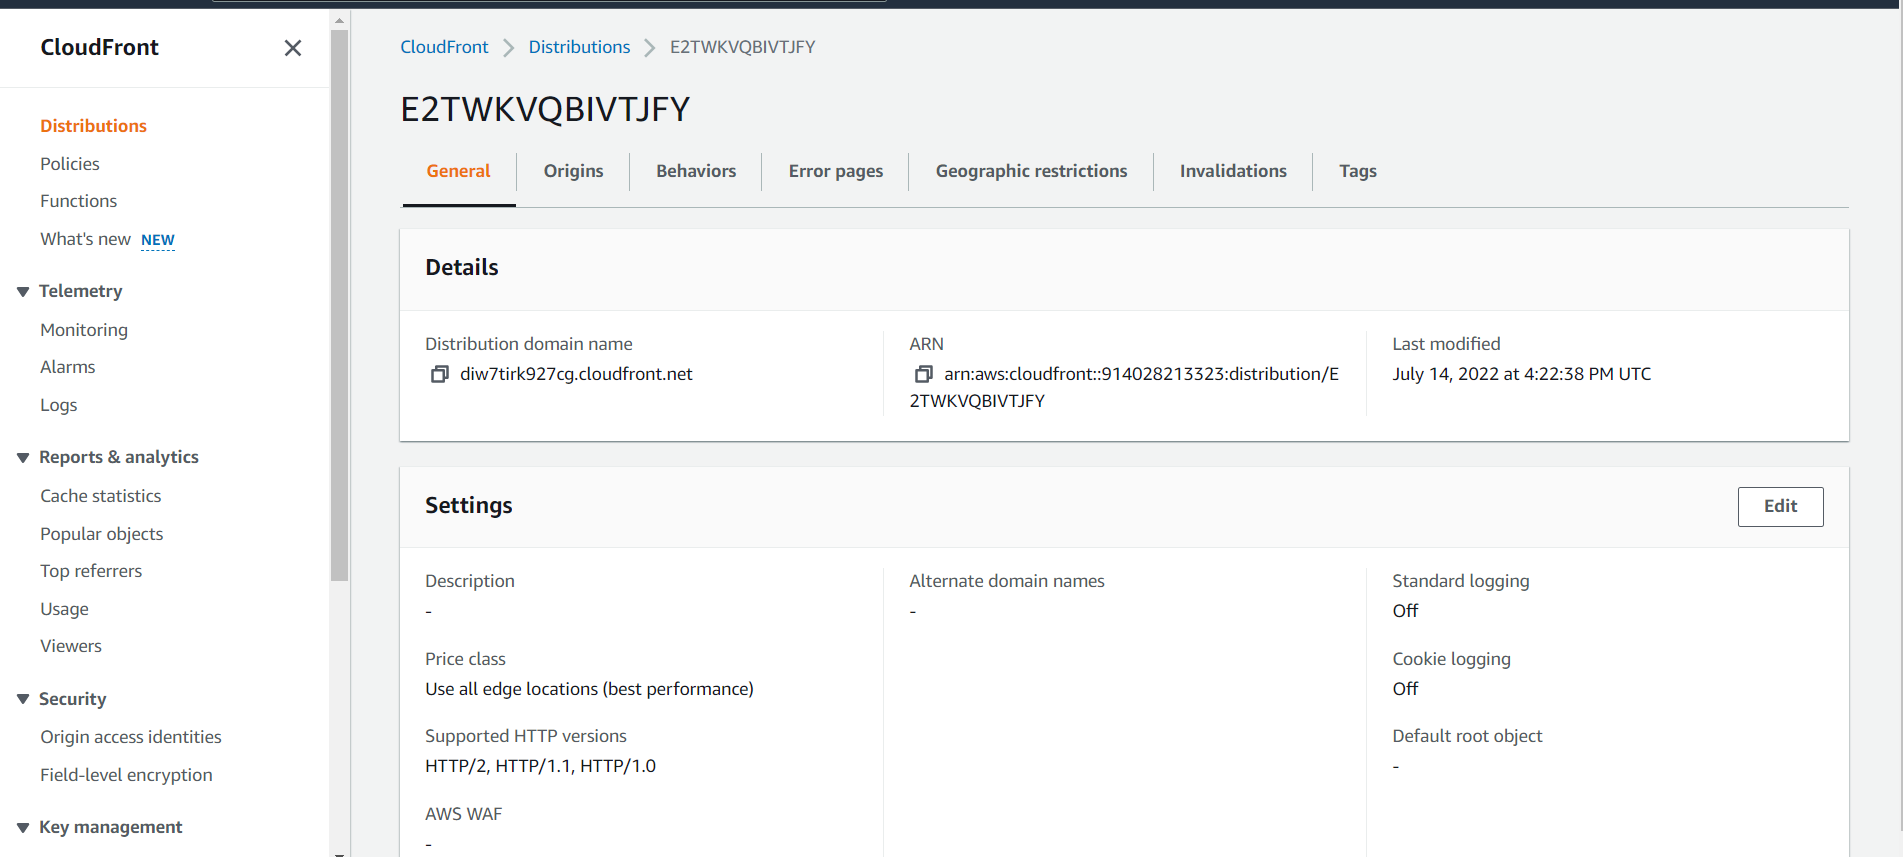 CloudFront
Distributions
Policies
Functions
What's new NEW
Telemetry
Monitoring
Alarms
Logs
Reports & analytics
Cache statistics
Popular objects
Top referrers
Usage
Viewers
Security
Origin access identities
Field-level encryption
Key management
CloudFront Distributions E2TWKVQBIVTJFY
E2TWKVQBIVTJFY
General Origins Behaviors Error pages Geographic restrictions Invalidations Tags
Details
Distribution domain name
diw7tirk927cg.cloudfront.net
ARN
arn:aws:cloudfront::914028213323:distribution/E
2TWKVQBIVTJFY
Last modified
July 14, 2022 at 4:22:38 PM UTC
Settings
Edit
Description
-
Price class
Use all edge locations (best performance)
Supported HTTP versions
HTTP/2, HTTP/1.1, HTTP/1.0
AWS WAF
-
Alternate domain names
-
Standard logging
Off
Cookie logging
Off
Default root object
-